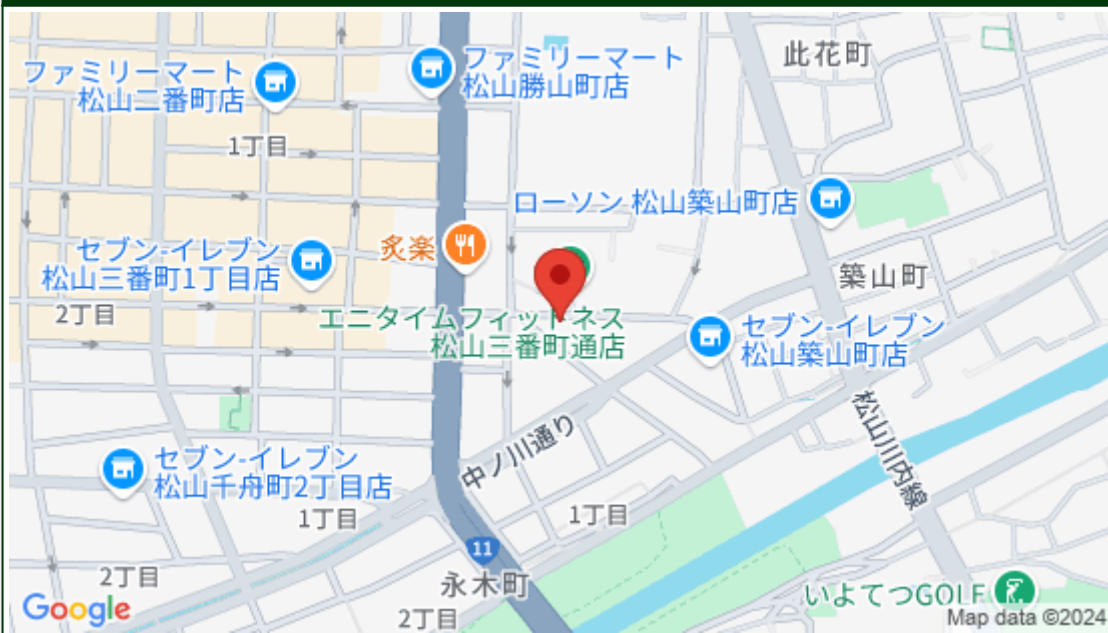 此花町
ファミリーマート
松山二番町店
ファミリーマート
松山勝山町店
1丁目
ローソン 松山築山町店
セブン-イレブン
松山三番町1丁目店
炙楽
築山町
2丁目
エニタイムフィットネス
松山三番町通店
セブン-イレブン
松山築山町店
中ノ川通り
松山川内線
セブン-イレブン
松山千舟町2丁目店
1丁目
1丁目
11
2丁目
永木町
いよてつGOLF
Google
2丁目
Map data ©2024